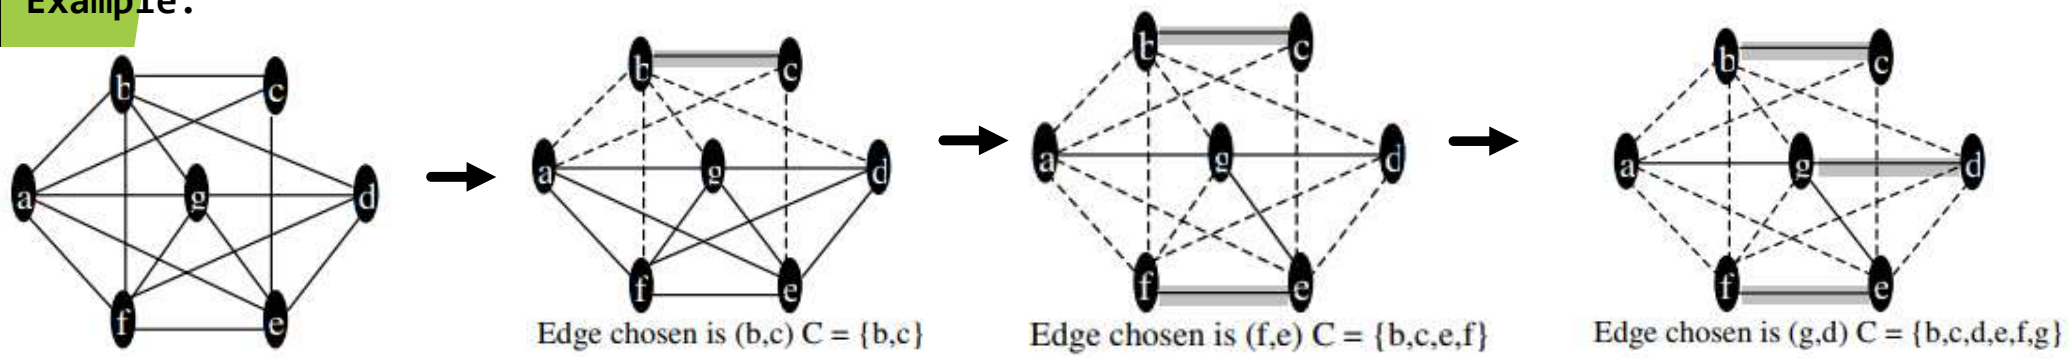 Example:
b c
a g d
f e
b c
a g d
f e
Edge chosen is (b,c) C = {b,c}
b c
a g d
f e
Edge chosen is (f,e) C = {b,c,e,f}
b c
a g d
f e
Edge chosen is (g,d) C = {b,c,d,e,f,g}